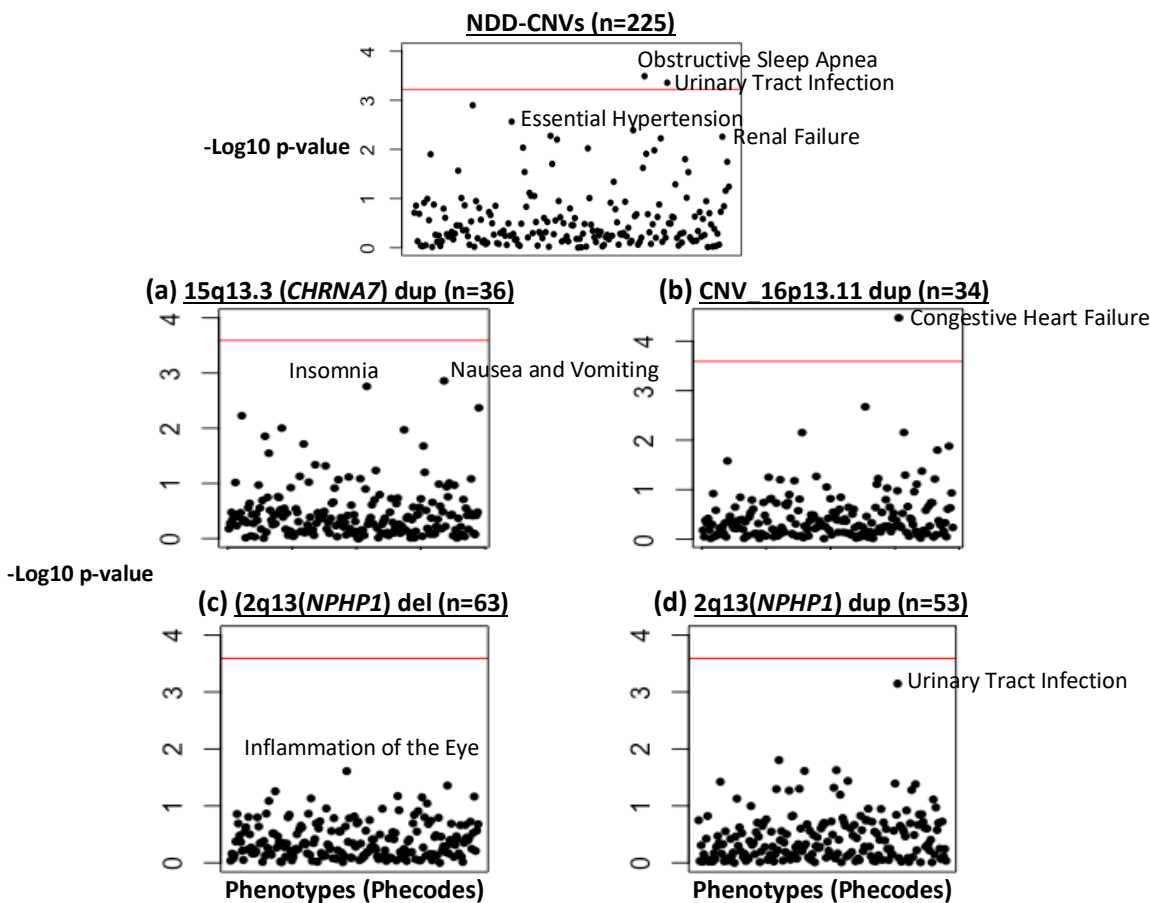 NDD-CNVs (n=225)
4
Obstructive Sleep Apnea
Urinary Tract Infection
3
Essential Hypertension
Renal Failure
-Log10 p-value
2
1
0
(a) 15q13.3 (CHRNA7) dup (n=36)
4
3
2
1
0
Insomnia
Nausea and Vomiting
(b) CNV_16p13.11 dup (n=34)
Congestive Heart Failure
4
3
2
1
0
-Log10 p-value
(c) (2q13(NPHP1) del (n=63)
4
3
2
1
0
Inflammation of the Eye
Phenotypes (Phecodes)
(d) 2q13(NPHP1) dup (n=53)
4
3
2
1
0
Urinary Tract Infection
Phenotypes (Phecodes)